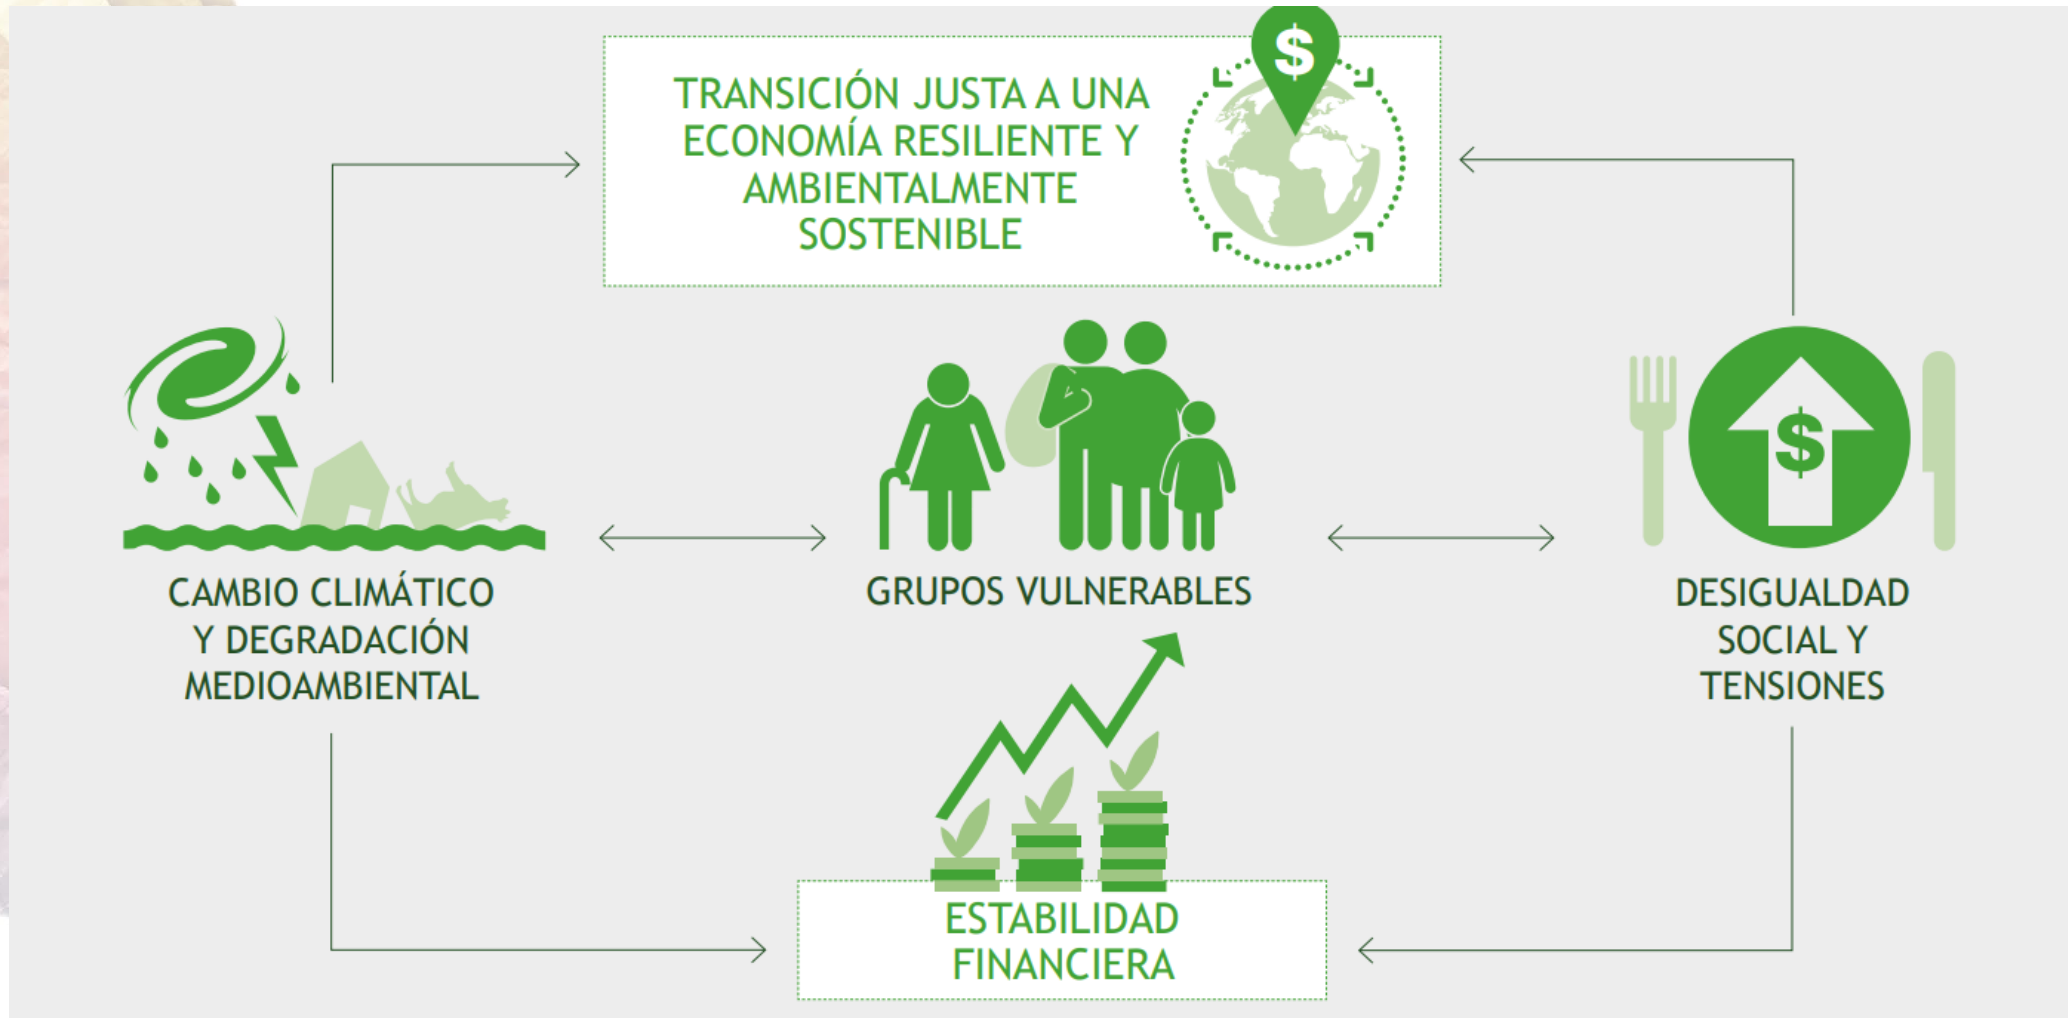 $
TRANSICIÓN JUSTA A UNA
ECONOMÍA RESILIENTE Y
AMBIENTALMENTE
SOSTENIBLE
$
CAMBIO CLIMÁTICO
Y DEGRADACIÓN
MEDIOAMBIENTAL
GRUPOS VULNERABLES
DESIGUALDAD
SOCIAL Y
TENSIONES
ESTABILIDAD
FINANCIERA